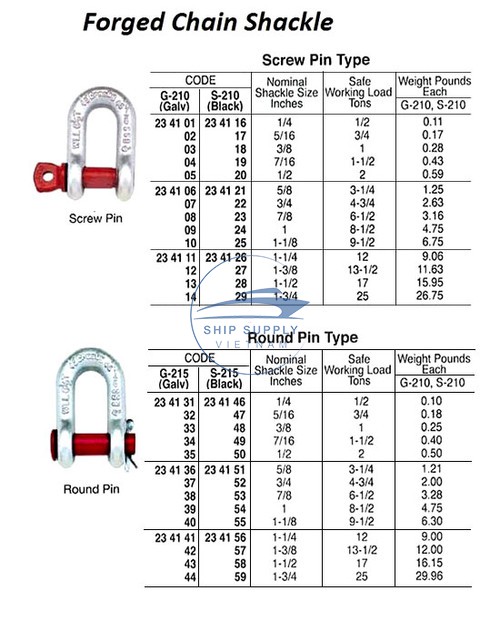 Forged Chain Shackle
Screw Pin Type
CODE Nominal Shackle Size Inches Safe Working Load Tons Weight Pounds Each
G-210 (Galv) S-210 (Black) G-210, S-210
23 41 01 23 41 16 1/4 1/2 0.11
02 17 5/16 3/4 0.17
03 18 3/8 1 0.28
04 19 7/16 1-1/2 0.43
05 20 1/2 2 0.59
23 41 06 23 41 21 5/8 3-1/4 1.25
07 22 3/4 4-3/4 2.63
08 23 7/8 6-1/2 3.16
09 24 1 8-1/2 4.75
10 25 1-1/8 9-1/2 6.75
23 41 11 23 41 26 1-1/4 12 9.06
12 27 1-3/8 13-1/2 11.63
13 28 1-1/2 17 15.95
14 29 1-3/4 25 26.75
Screw Pin
SHIP SUPPLY
VIETNAM
Round Pin Type
CODE Nominal Shackle Size Inches Safe Working Load Tons Weight Pounds Each
G-215 (Galv) S-215 (Black) G-210, S-210
23 41 31 23 41 46 1/4 1/2 0.10
32 47 5/16 3/4 0.18
33 48 3/8 1 0.25
34 49 7/16 1-1/2 0.40
35 50 1/2 2 0.50
23 41 36 23 41 51 5/8 3-1/4 1.21
37 52 3/4 4-3/4 2.00
38 53 7/8 6-1/2 3.28
39 54 1 8-1/2 4.75
40 55 1-1/8 9-1/2 6.30
23 41 41 23 41 56 1-1/4 12 9.00
42 57 1-3/8 13-1/2 12.00
43 58 1-1/2 17 16.15
44 59 1-3/4 25 29.96
Round Pin